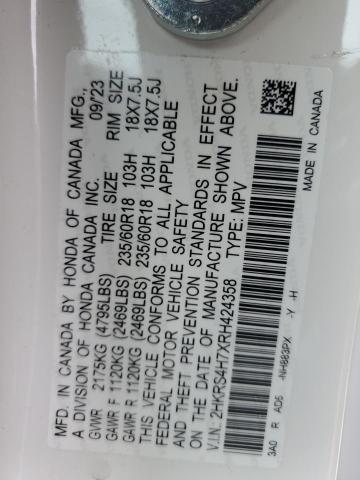 MFD. IN CANADA BY HONDA OF CANADA MFG.,
A DIVISION OF HONDA CANADA INC. 09/'23
GVWR 2175KG (4795LBS) TIRE SIZE RIM SIZE
GAWR F 1120KG (2469LBS) 235/60R18 103H 18X7.5J
GAWR R 1120KG (2469LBS) 235/60R18 103H 18X7.5J
THIS VEHICLE CONFORMS TO ALL APPLICABLE
FEDERAL MOTOR VEHICLE SAFETY
AND THEFT PREVENTION STANDARDS IN EFFECT
ON THE DATE OF MANUFACTURE SHOWN ABOVE.
V.I.N.: 2HKRS4H7XRH424358 TYPE: MPV
3A0 R AD5 -NH883PX -Y -H
MADE IN CANADA